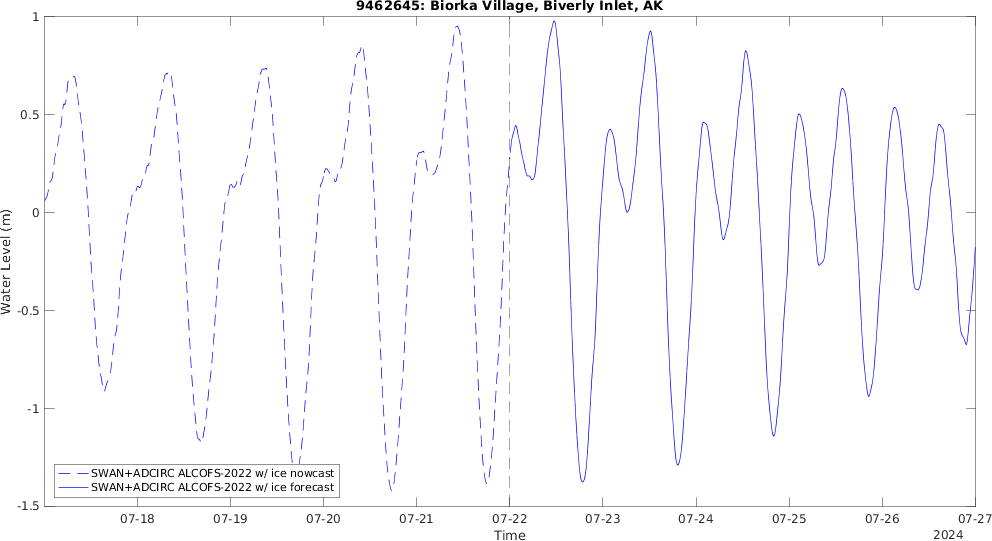 9462645: Biorka Village, Biverly Inlet, AK
Water Level (m)
1
0.5
0
-0.5
-1
-1.5
SWAN+ADCIRC ALCOFS-2022 w/ ice nowcast
SWAN+ADCIRC ALCOFS-2022 w/ ice forecast
07-18 07-19 07-20 07-21 07-22 07-23 07-24 07-25 07-26 07-27
Time
2024